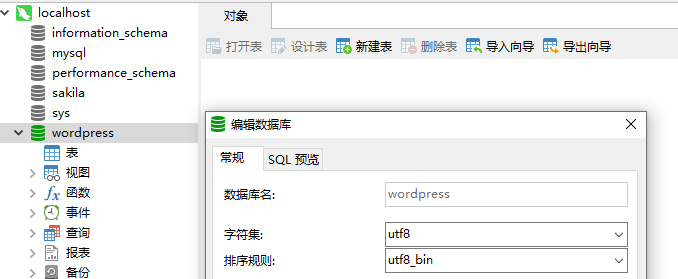 localhost
information_schema
mysql
performance_schema
sakila
sys
wordpress
表
视图
函数
事件
查询
报表
备份
对象
打开表 设计表 新建表 删除表 导入向导 导出向导
编辑数据库
常规 SQL 预览
数据库名: wordpress
字符集: utf8
排序规则: utf8_bin